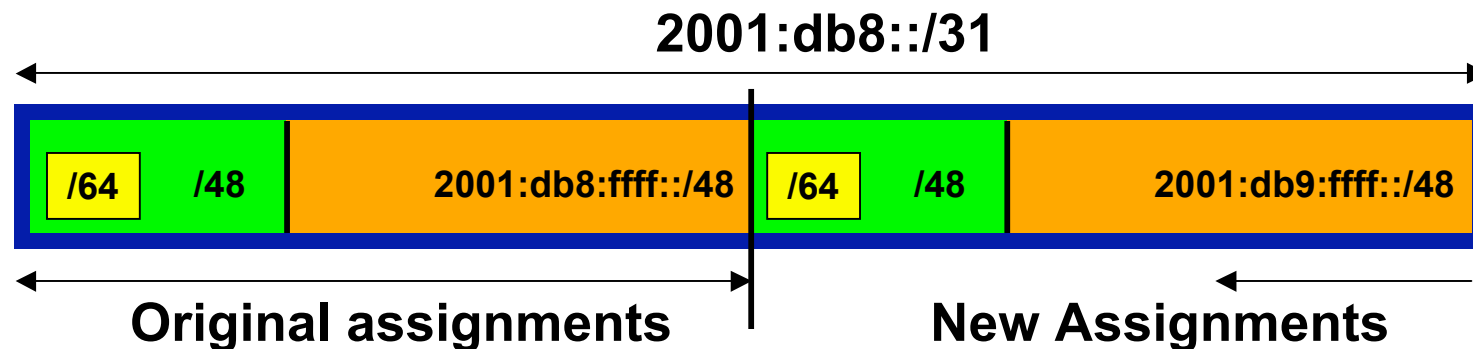 2001:db8::/31
/64 /48 2001:db8:ffff::/48 /64 /48 2001:db9:ffff::/48
Original assignments New Assignments